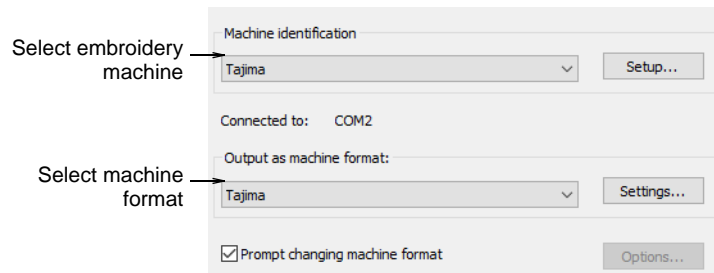 Select embroidery
machine
Machine identification
Tajima
Setup...
Connected to: COM2
Select machine
format
Output as machine format:
Tajima
Settings...
Prompt changing machine format
Options...